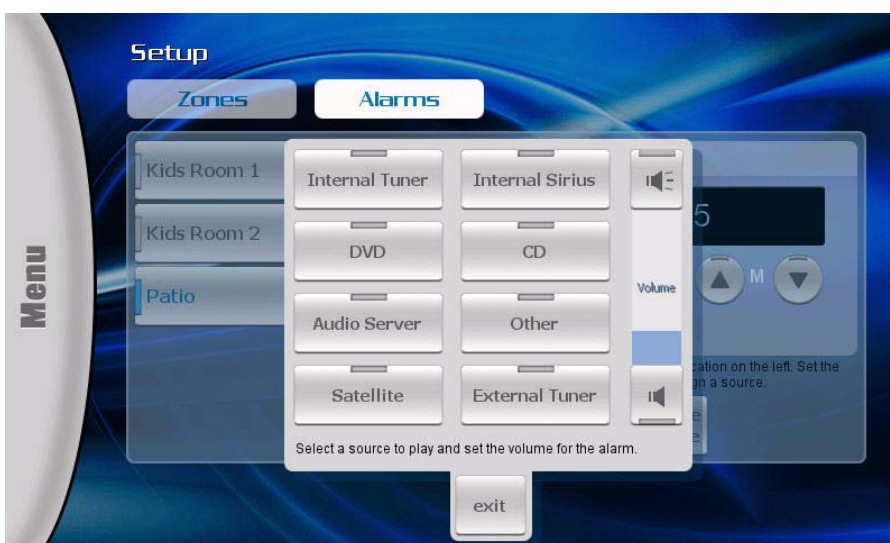 Setup
Zones
Alarms
Menu
Kids Room 1
Kids Room 2
Patio
Internal Tuner
Internal Sirius
DVD
CD
Audio Server
Other
Satellite
External Tuner
Volume
Select a source to play and set the volume for the alarm.
exit
5
M
on the left. Set the
a source.